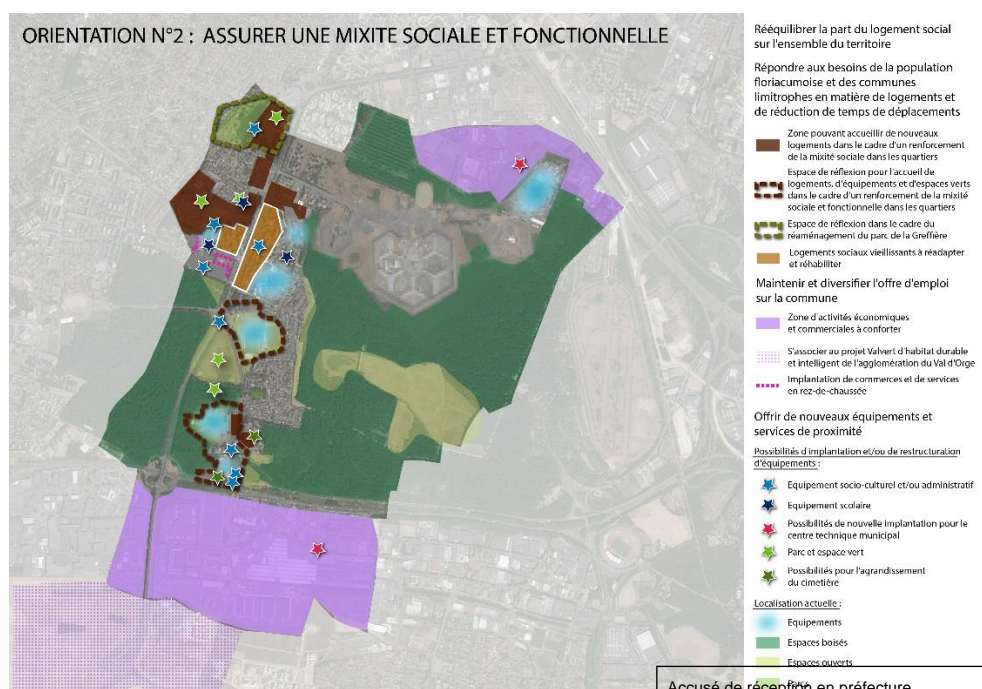 ORIENTATION N°2 : ASSURER UNE MIXITE SOCIALE ET FONCTIONNELLE
Rééquilibrer la part du logement social
sur l'ensemble du territoire
Répondre aux besoins de la population
floriacumoise et des communes
limitrophes en matière de logements et
de réduction de temps de déplacements
Zone pouvant accueillir de nouveaux
logements dans le cadre d'un renforcement
de la mixité sociale dans les quartiers
Espace de réflexion pour l'accueil de
logements, d'équipements et d'espaces verts
dans le cadre d'un renforcement de la mixité
sociale et fonctionnelle dans les quartiers
Espace de réflexion dans le cadre du
réaménagement du parc de la Greffière
Logements sociaux vieillissants à réadapter
et réhabiliter
Maintenir et diversifier l'offre d'emploi
sur la commune
Zone d'activités économiques
et commerciales à conforter
S'associer au projet Valvert d'habitat durable
et intelligent de l'agglomération du Val d'Orge
Implantation de commerces et de services
en rez-de-chaussée
Offrir de nouveaux équipements et
services de proximité
Possibilités d'implantation et/ou de restructuration
d'équipements :
Equipement socio-culturel et/ou administratif
Equipement scolaire
Possibilités de nouvelle implantation pour le
centre technique municipal
Parc et espace vert
Possibilités pour l'agrandissement
du cimetière
Localisation actuelle :
Equipements
Espaces boisés
Espaces ouverts
Parcs
Accusé de réception en préfecture